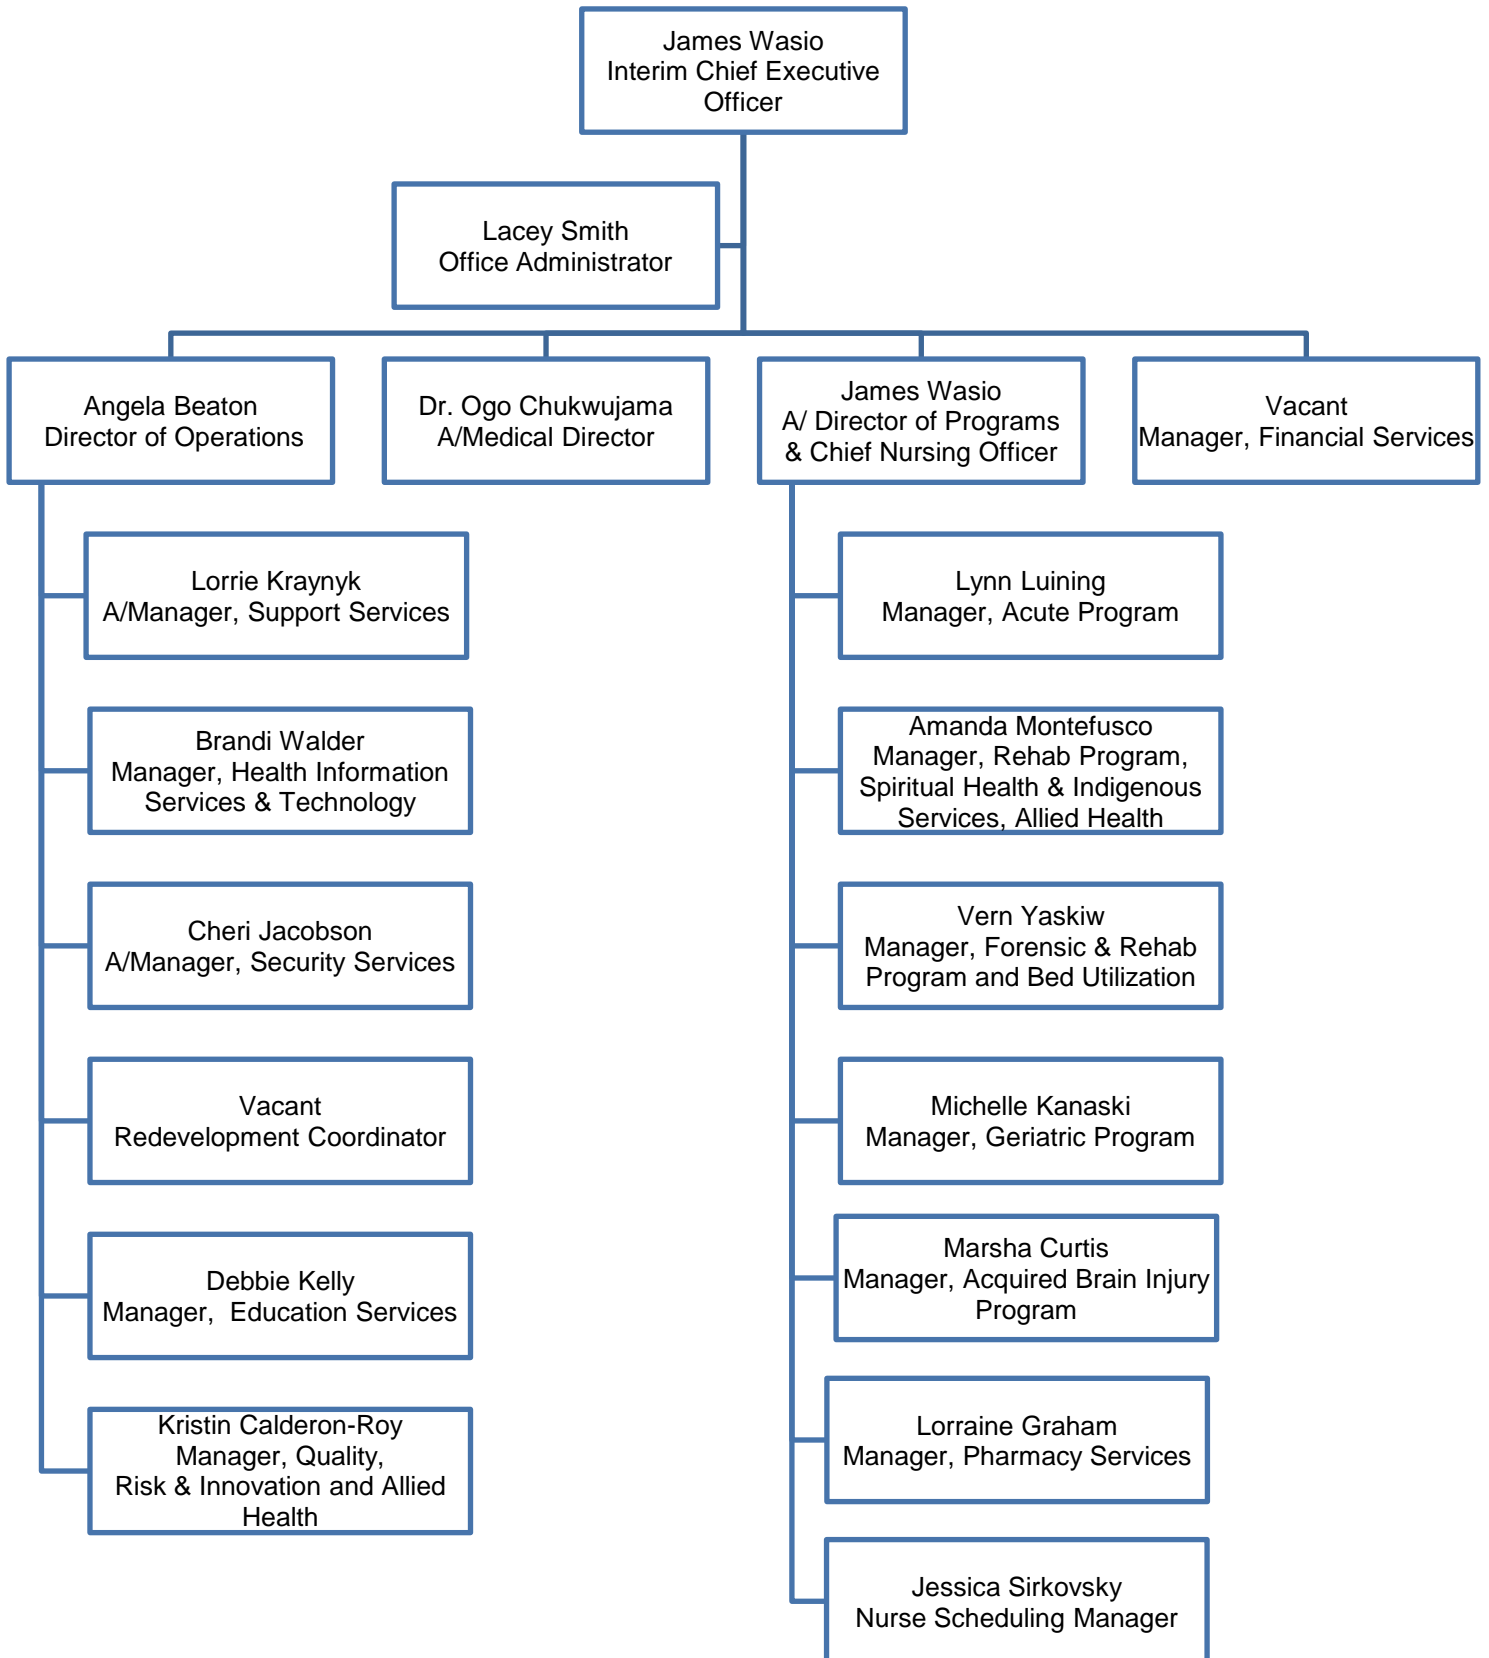 James Wasio
Interim Chief Executive
Officer
Lacey Smith
Office Administrator
Angela Beaton
Director of Operations
Dr. Ogo Chukwujama
A/Medical Director
James Wasio
A/ Director of Programs
& Chief Nursing Officer
Vacant
Manager, Financial Services
Lorrie Kraynyk
A/Manager, Support Services
Brandi Walder
Manager, Health Information
Services & Technology
Cheri Jacobson
A/Manager, Security Services
Vacant
Redevelopment Coordinator
Debbie Kelly
Manager,  Education Services
Kristin Calderon-Roy
Manager, Quality,
Risk & Innovation and Allied
Health
Lynn Luining
Manager, Acute Program
Amanda Montefusco
Manager, Rehab Program,
Spiritual Health & Indigenous
Services, Allied Health
Vern Yaskiw
Manager, Forensic & Rehab
Program and Bed Utilization
Michelle Kanaski
Manager, Geriatric Program
Marsha Curtis
Manager, Acquired Brain Injury
Program
Lorraine Graham
Manager, Pharmacy Services
Jessica Sirkovsky
Nurse Scheduling Manager